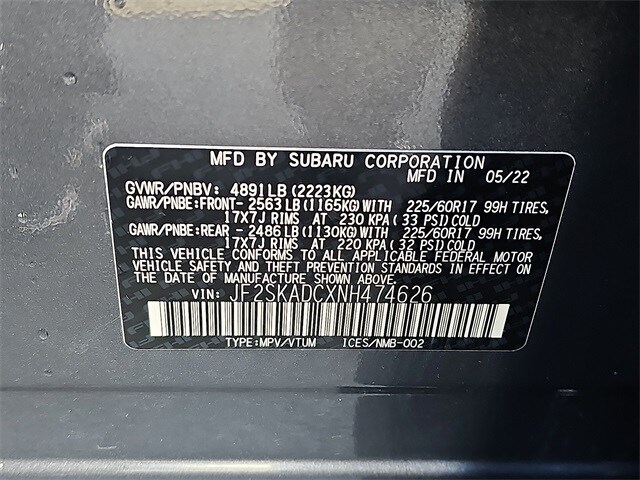 MFD BY SUBARU CORPORATION MFD IN 05/22
GVWR/PNBV: 4891LB(2223KG)
GAWR/PNBE:FRONT- 2563LB(1165KG)WITH 225/60R17 99H TIRES,
17X7J RIMS AT 230 KPA( 33 PSI)COLD
GAWR/PNBE:REAR - 2486LB(1130KG)WITH 225/60R17 99H TIRES,
17X7J RIMS AT 220 KPA( 32 PSI)COLD
THIS VEHICLE CONFORMS TO ALL APPLICABLE FEDERAL MOTOR
VEHICLE SAFETY AND THEFT PREVENTION STANDARDS IN EFFECT ON
THE DATE OF MANUFACTURE SHOWN ABOVE.
VIN: JF2SKADCXNH474626
TYPE:MPV/VTUM ICES/NMB-002